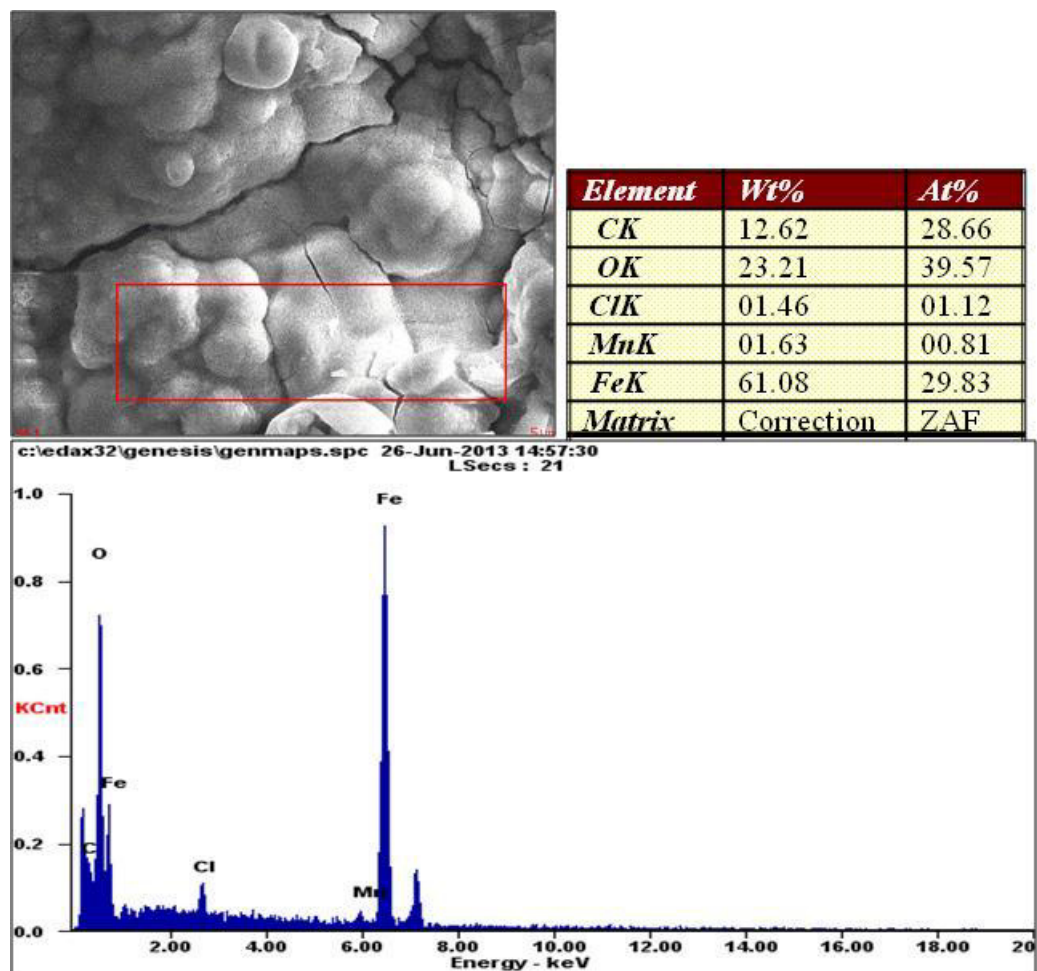 Element Wt% At%
CK 12.62 28.66
OK 23.21 39.57
ClK 01.46 01.12
MnK 01.63 00.81
FeK 61.08 29.83
Matrix Correction ZAF
c:\edax32\genesis\genmaps.spc 26-Jun-2013 14:57:30
LSecs : 21
1.0
0.8
0.6
KCnt
0.4
0.2
0.0
O
Fe
C
Fe
Cl
Mn
2.00 4.00 6.00 8.00 10.00 12.00 14.00 16.00 18.00 20
Energy - keV